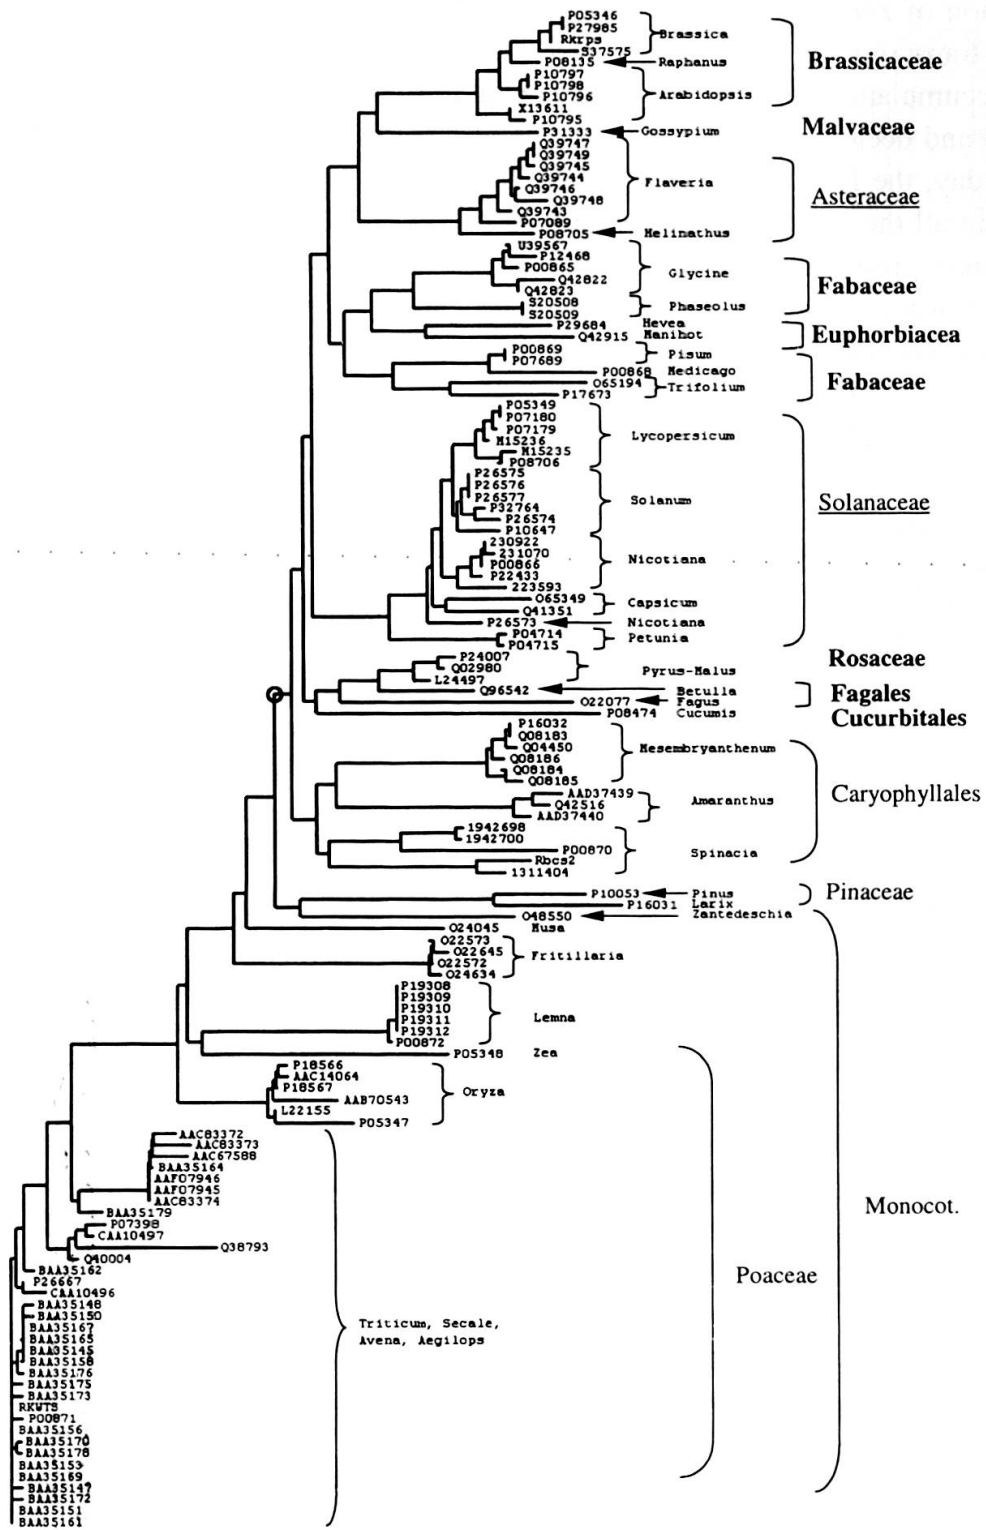 P05346
P27985
Rkrps
S37575
Brassica
P08135
Raphanus
Brassicaceae
P10797
P10798
P10796
X13611
P10795
Arabidopsis
P31333
Gossypium
Malvaceae
Q39747
Q39749
Q39745
Q39744
Q39746
Q39748
Q39743
P07089
Flaveria
P08705
Helinathus
Asteraceae
U39567
P12468
P00865
Q42822
Q42823
Glycine
S20508
S20509
Phaseolus
Fabaceae
P29684 Hevea
Q42915 Manihot
Euphorbiacea
P00869
P07689
Pisum
P00868 Medicago
O65194
P17673
Trifolium
Fabaceae
P05349
P07180
P07179
M15236
M15235
P08706
Lycopersicum
P26575
P26576
P26577
P32764
P26574
P10647
Solanum
230922
231070
P00866
P22433
223593
Nicotiana
O65349
Q41351
Capsicum
P26573
Nicotiana
P04714
P04715
Petunia
Solanaceae
P24007
Q02980
L24497
Pyrus-Malus
Rosaceae
Q96542
Betulla
O22077
Fagus
Fagales
P08474 Cucumis
Cucurbitales
P16032
Q08183
Q04450
Q08186
Q08184
Q08185
Mesembryanthenum
AAD37439
Q42516
AAD37440
Amaranthus
1942698
1942700
P00870
Rbcs2
1311404
Spinacia
Caryophyllales
P10053
Pinus
P16031 Larix
Pinaceae
O48550
Zantedeschia
O24045 Musa
O22573
O22645
O22572
O24634
Fritillaria
P19308
P19309
P19310
P19311
P19312
P00872
Lemna
P05348 Zea
P18566
AAC14064
P18567
AAB70543
L22155
P05347
Oryza
AAC83372
AAC83373
AAC67588
BAA35164
AAF07946
AAF07945
AAC83374
BAA35179
P07398
CAA10497
Q38793
Q40004
BAA35162
P26667
CAA10496
BAA35148
BAA35150
BAA35167
BAA35165
BAA35145
BAA35158
BAA35176
BAA35175
BAA35173
RKWTS
P00871
BAA35156
BAA35170
BAA35178
BAA35153
BAA35169
BAA35147
BAA35172
BAA35151
BAA35161
Triticum, Secale,
Avena, Aegilops
Poaceae
Monocot.